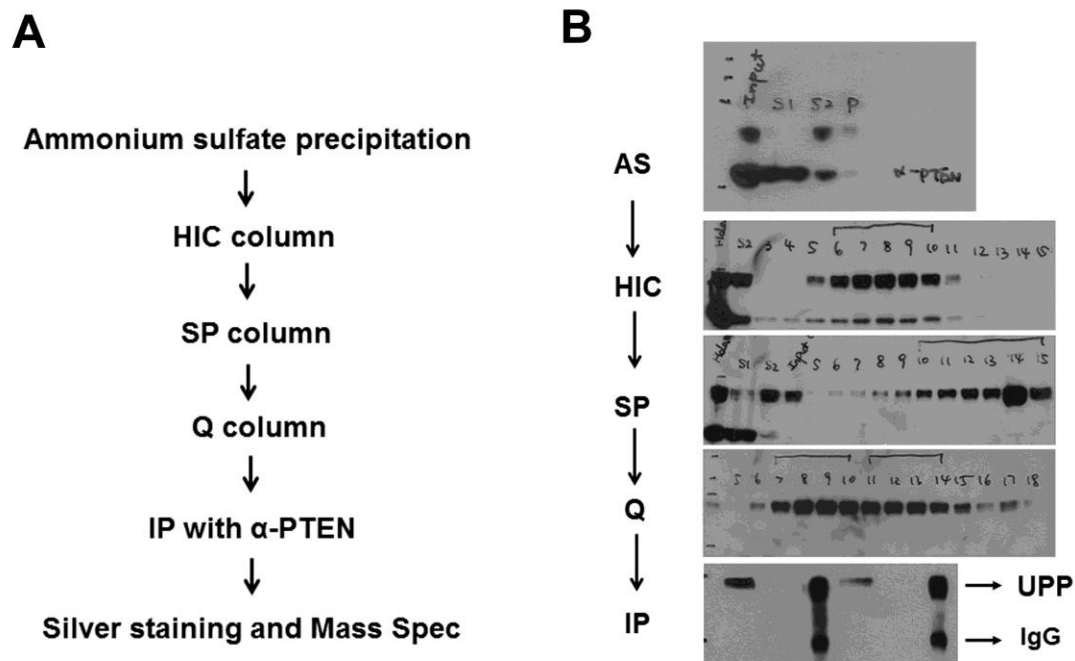 A
Ammonium sulfate precipitation
HIC column
SP column
Q column
IP with α-PTEN
Silver staining and Mass Spec
B
AS
Input S1 S2 P
α-PTEN
HIC
S2 3 4 5 6 7 8 9 10 11 12 13 14 15
SP
S1 S2 Input 5 6 7 8 9 10 11 12 13 14 15
Q
5 6 7 8 9 10 11 12 13 14 15 16 17 18
IP
UPP
IgG